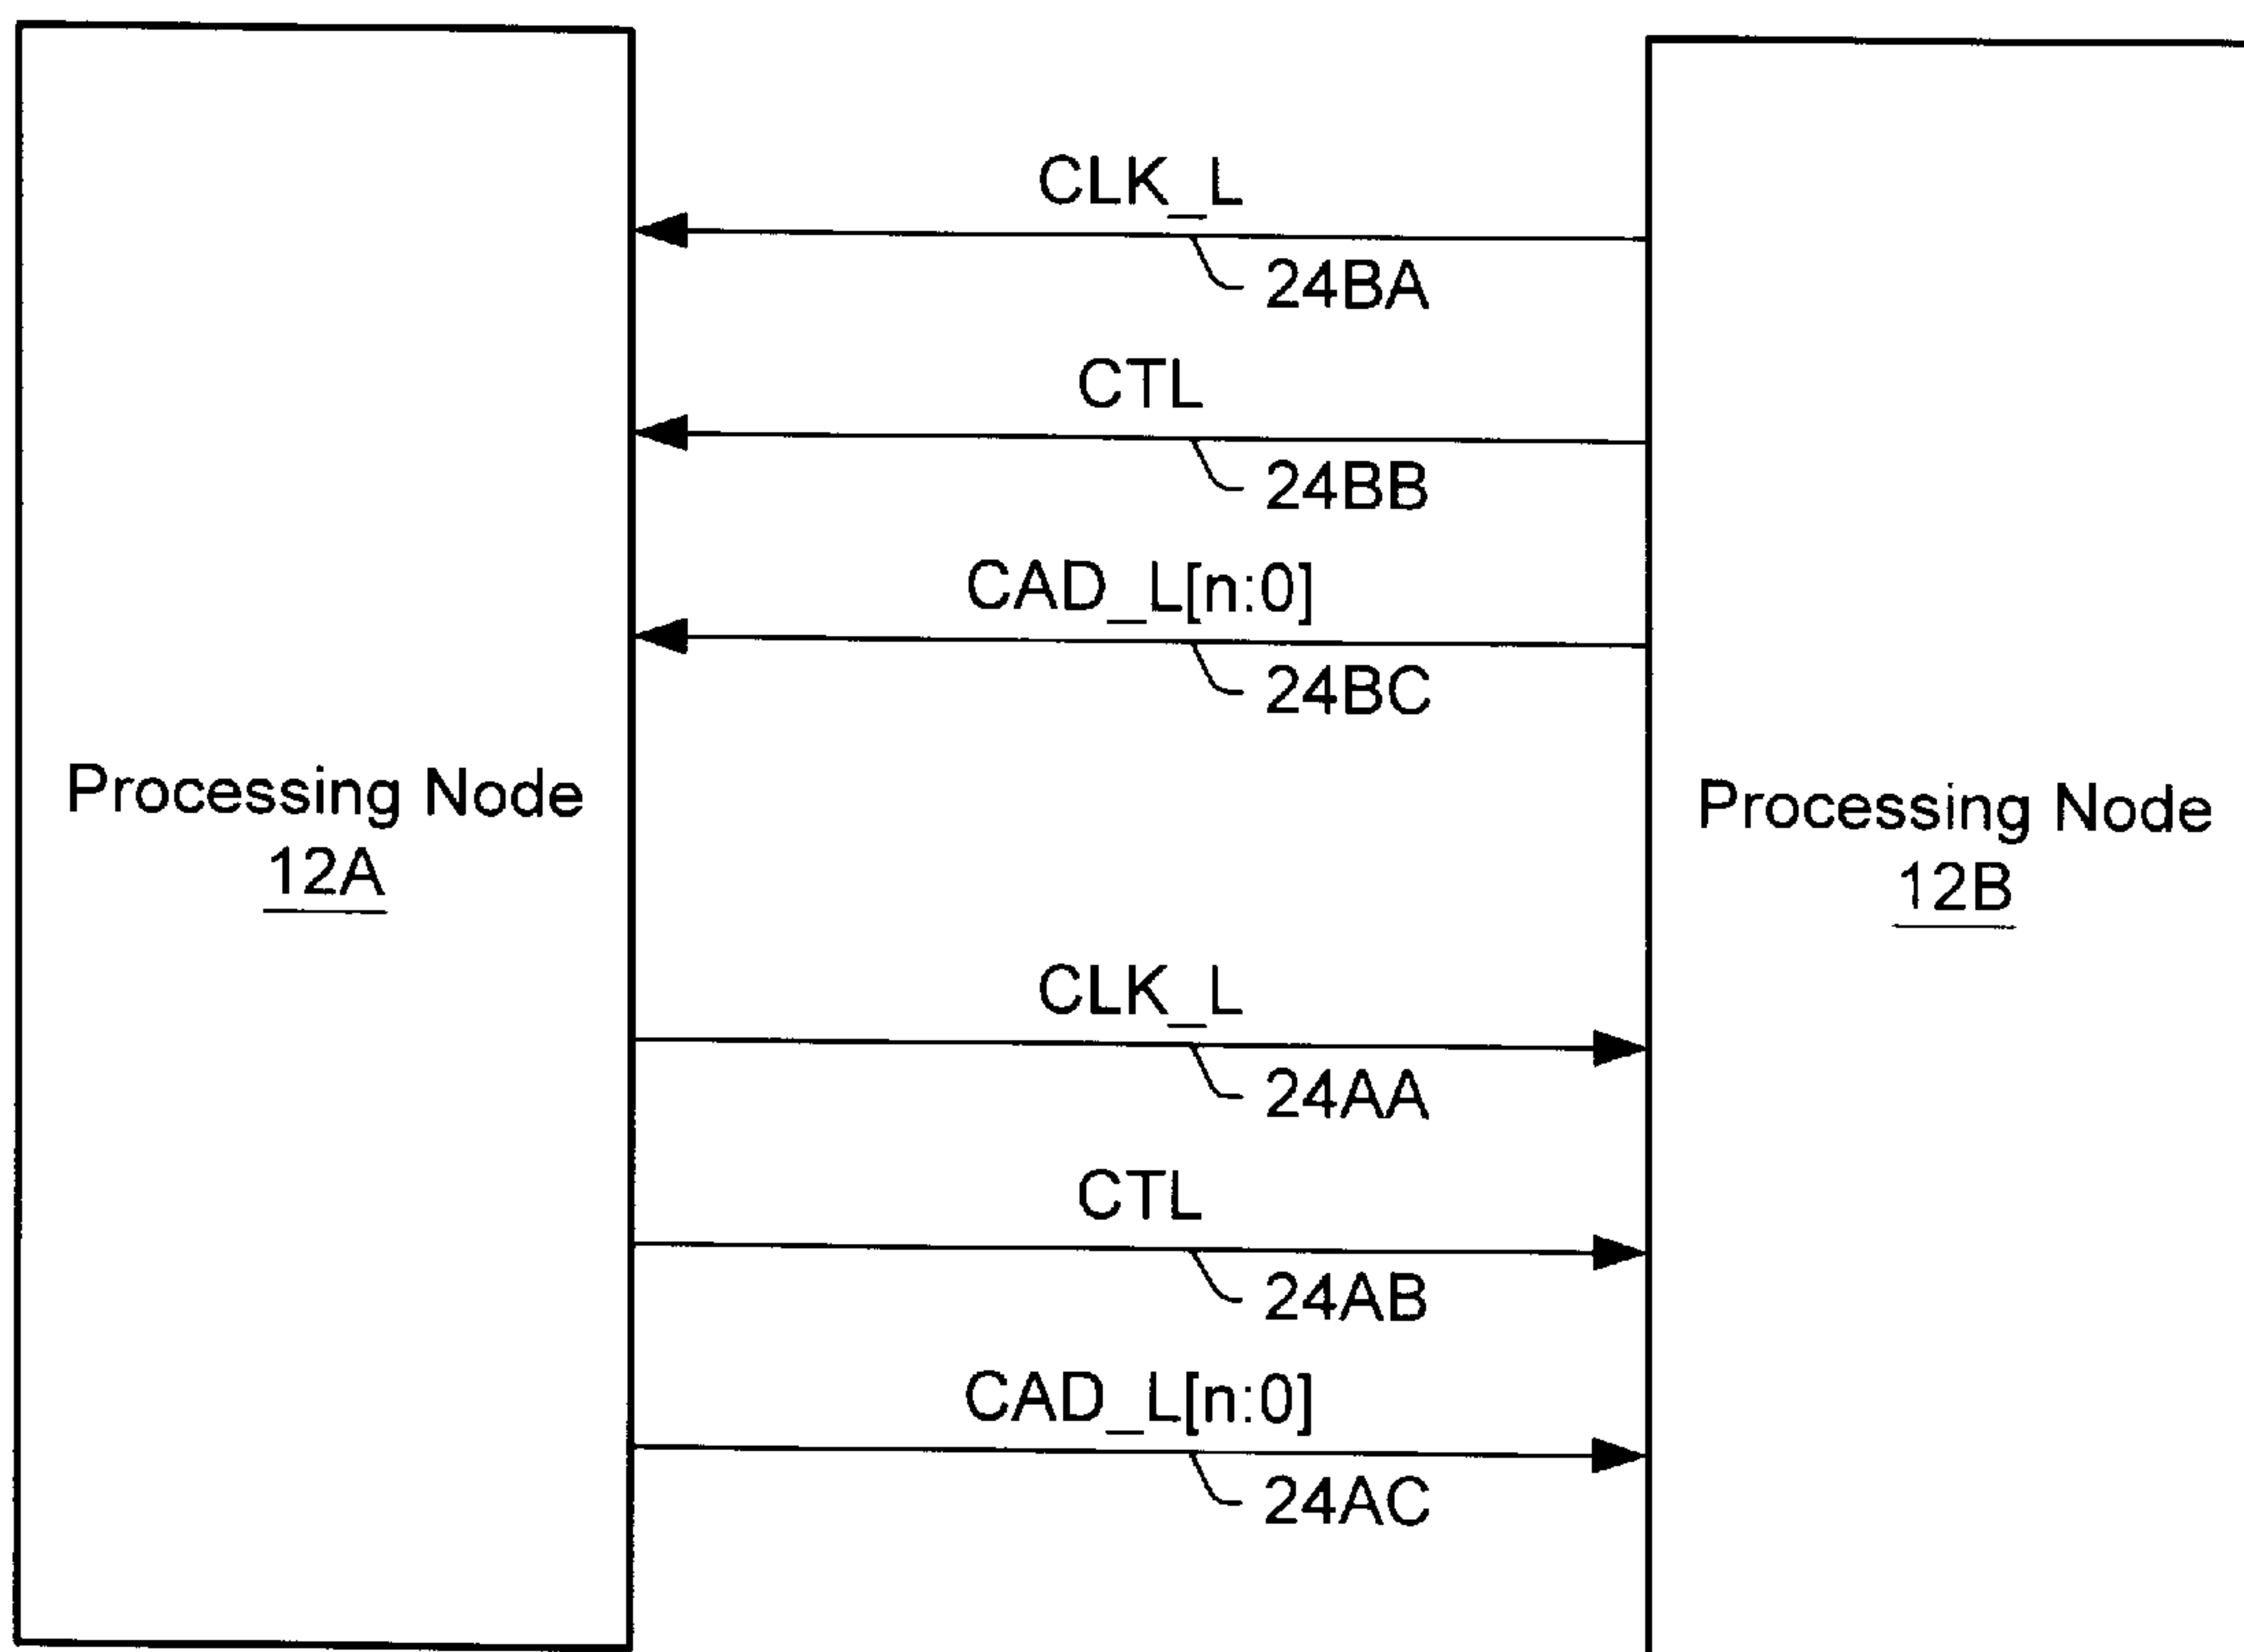 CLK_L
24BA
CTL
24BB
CAD_L[n:0]
24BC
Processing Node
12A
Processing Node
12B
CLK_L
24AA
CTL
24AB
CAD_L[n:0]
24AC